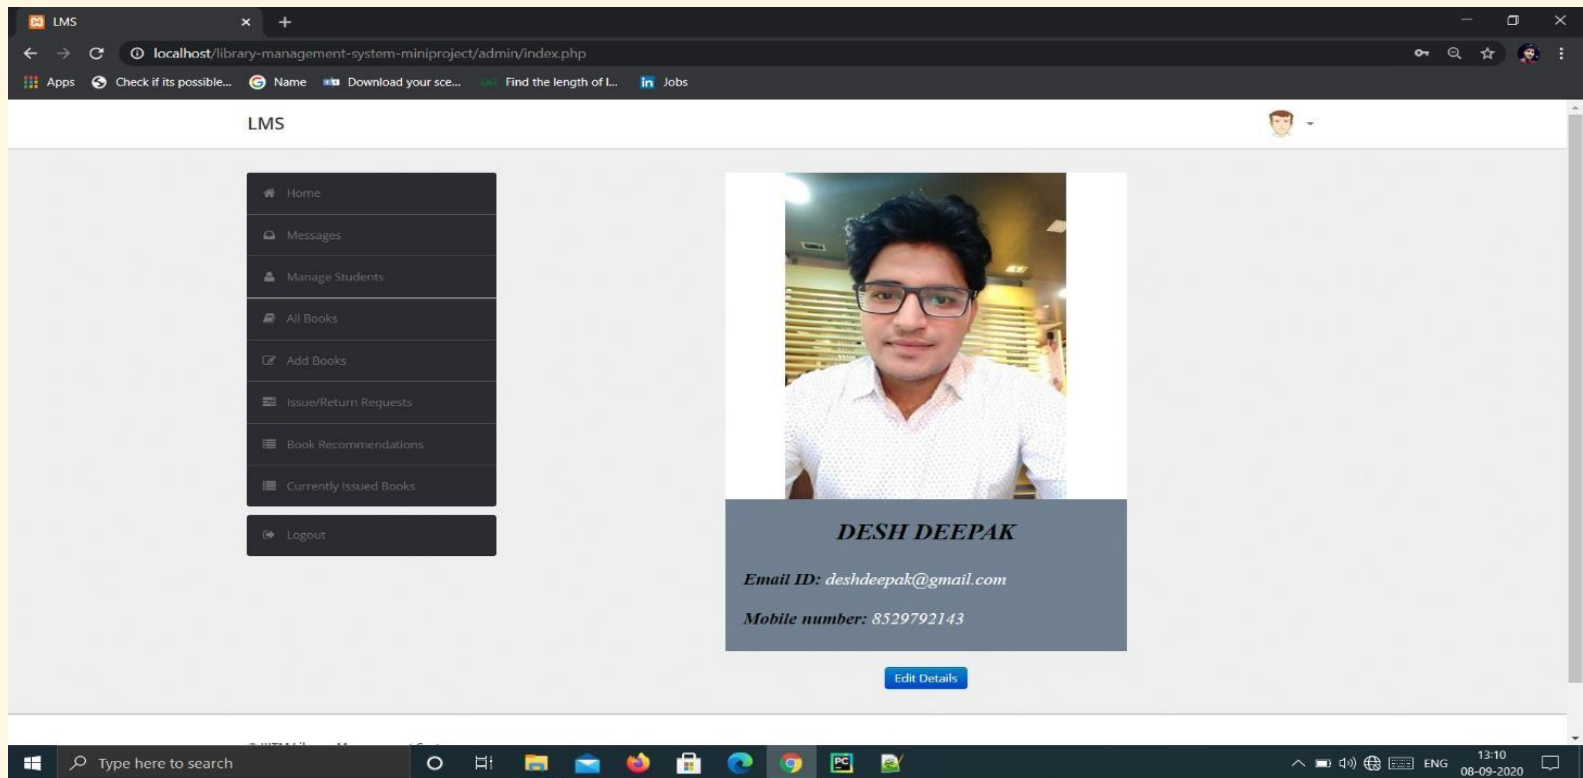 LMS
localhost/library-management-system-miniproject/admin/index.php
Apps Check if its possible... Name Download your sce... Find the length of l... Jobs
LMS
Home
Messages
Manage Students
All Books
Add Books
Issue/Return Requests
Book Recommendations
Currently Issued Books
Logout
DESH DEEPAK
Email ID: deshdeepak@gmail.com
Mobile number: 8529792143
Edit Details
Type here to search
ENG
13:10
08-09-2020